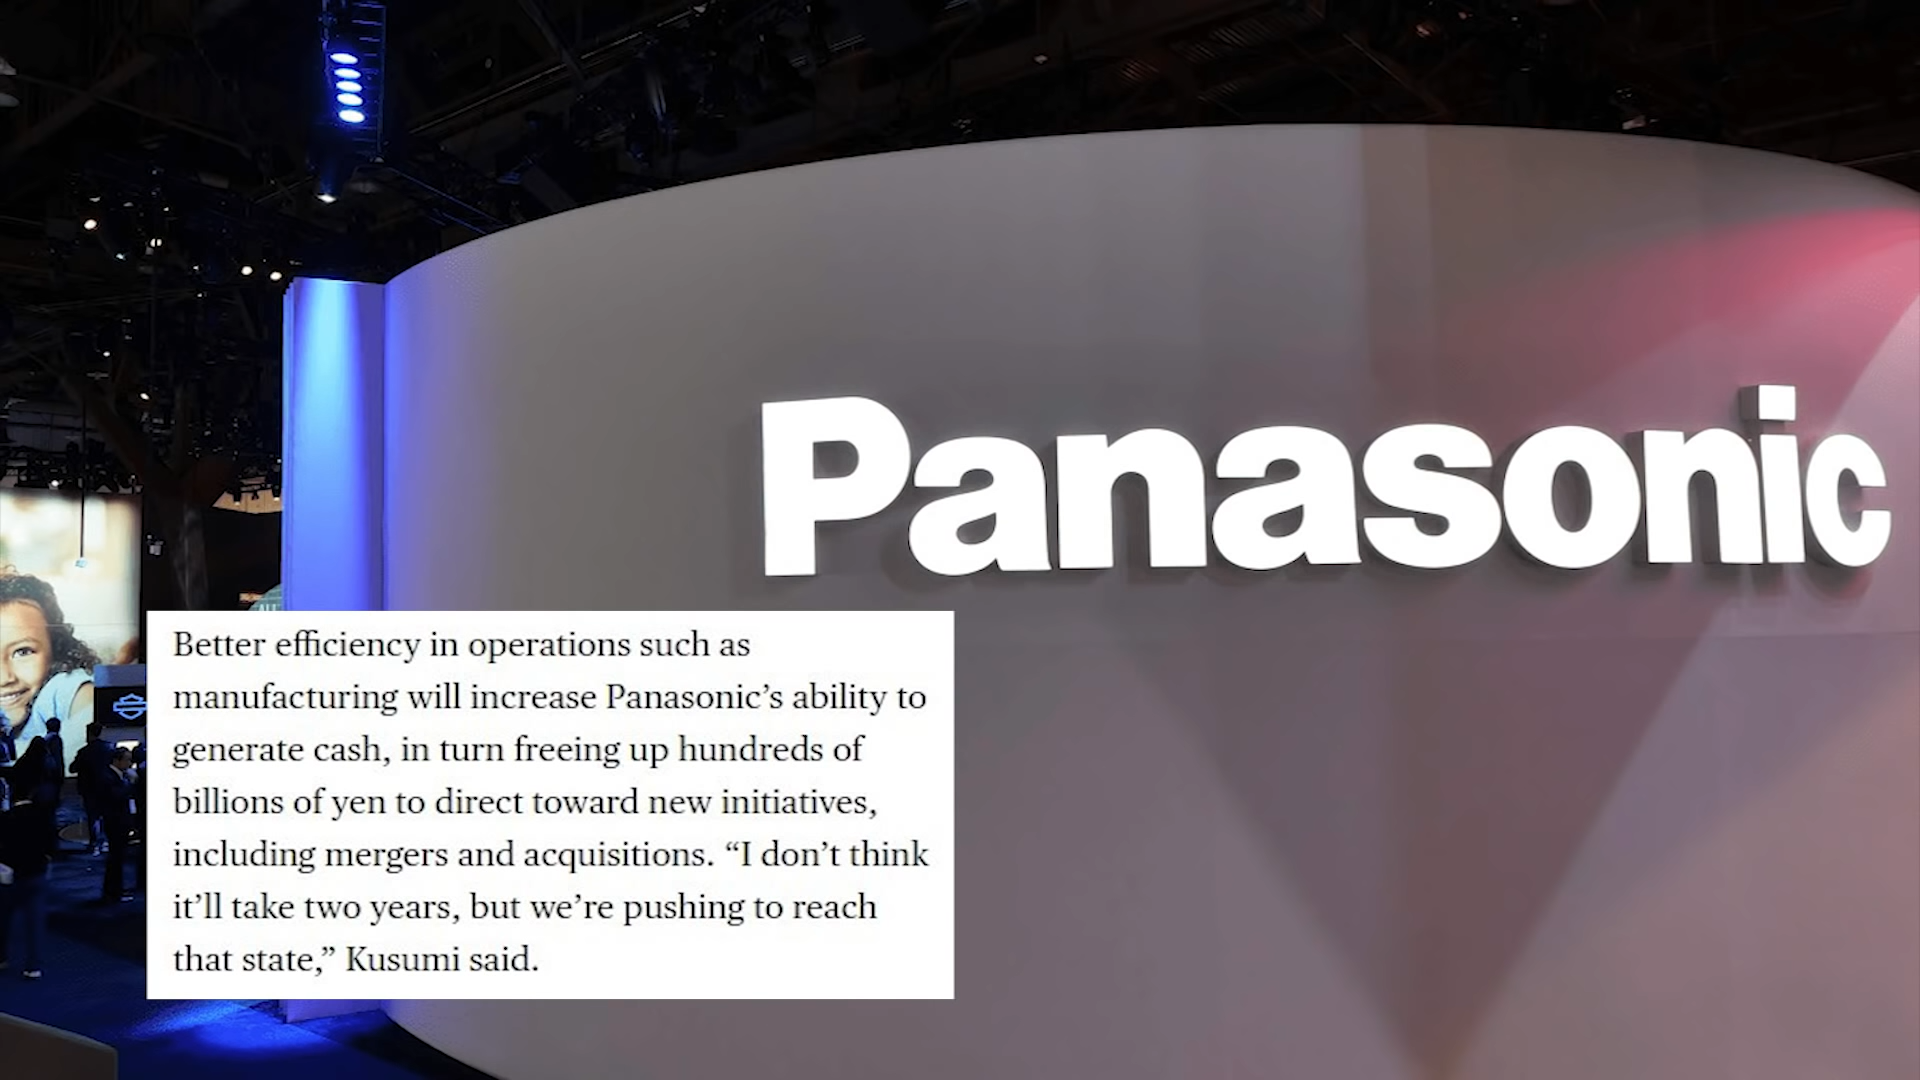 Panasonic
Better efficiency in operations such as
manufacturing will increase Panasonic’s ability to
generate cash, in turn freeing up hundreds of
billions of yen to direct toward new initiatives,
including mergers and acquisitions. “I don’t think
it’ll take two years, but we’re pushing to reach
that state,” Kusumi said.